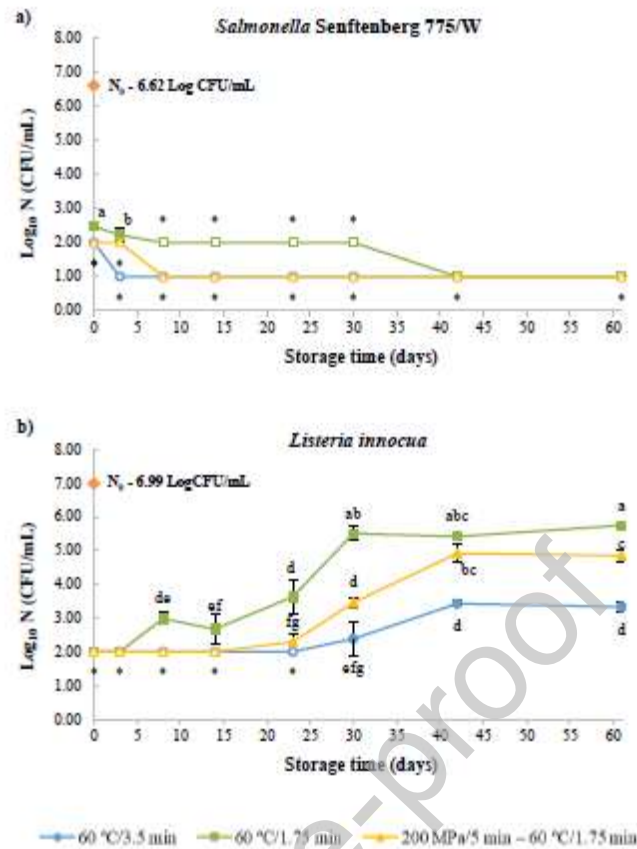 a)
Salmonella Senftenberg 775/W
8.00
7.00
6.00
5.00
4.00
3.00
2.00
1.00
0.00
N₀ - 6.62 Log CFU/mL
a
b
*
*
*
*
*
*
*
*
*
*
*
*
Log₁₀ N (CFU/mL)
0 5 10 15 20 25 30 35 40 45 50 55 60
Storage time (days)
b)
Listeria innocua
8.00
7.00
6.00
5.00
4.00
3.00
2.00
1.00
0.00
N₀ - 6.99 LogCFU/mL
ab
abc
a
de
ef
d
d
c
bc
fg
efg
d
d
*
*
*
*
*
Log₁₀ N (CFU/mL)
0 5 10 15 20 25 30 35 40 45 50 55 60
Storage time (days)
e-proof
60 ºC/3.5 min 60 ºC/1.75 min 200 MPa/5 min – 60 ºC/1.75 min